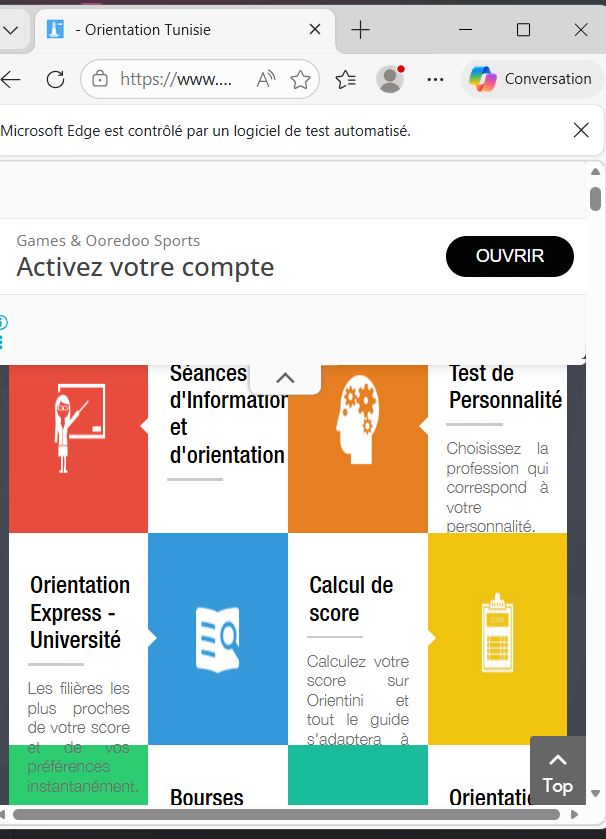 - Orientation Tunisie
https://www....
Conversation
Microsoft Edge est contrôlé par un logiciel de test automatisé.
Games & Ooredoo Sports
Activez votre compte
OUVRIR
Séances
d'Information
et
d'orientation
Test de
Personnalité
Choisissez la
profession qui
correspond à
votre
personnalité.
Orientation
Express -
Université
Les filières les
plus proches
de votre score
et de vos
préférences
instantanément.
Calcul de
score
Calculez votre
score sur
Orientini et
tout le guide
s'adaptera à
Top
Bourses